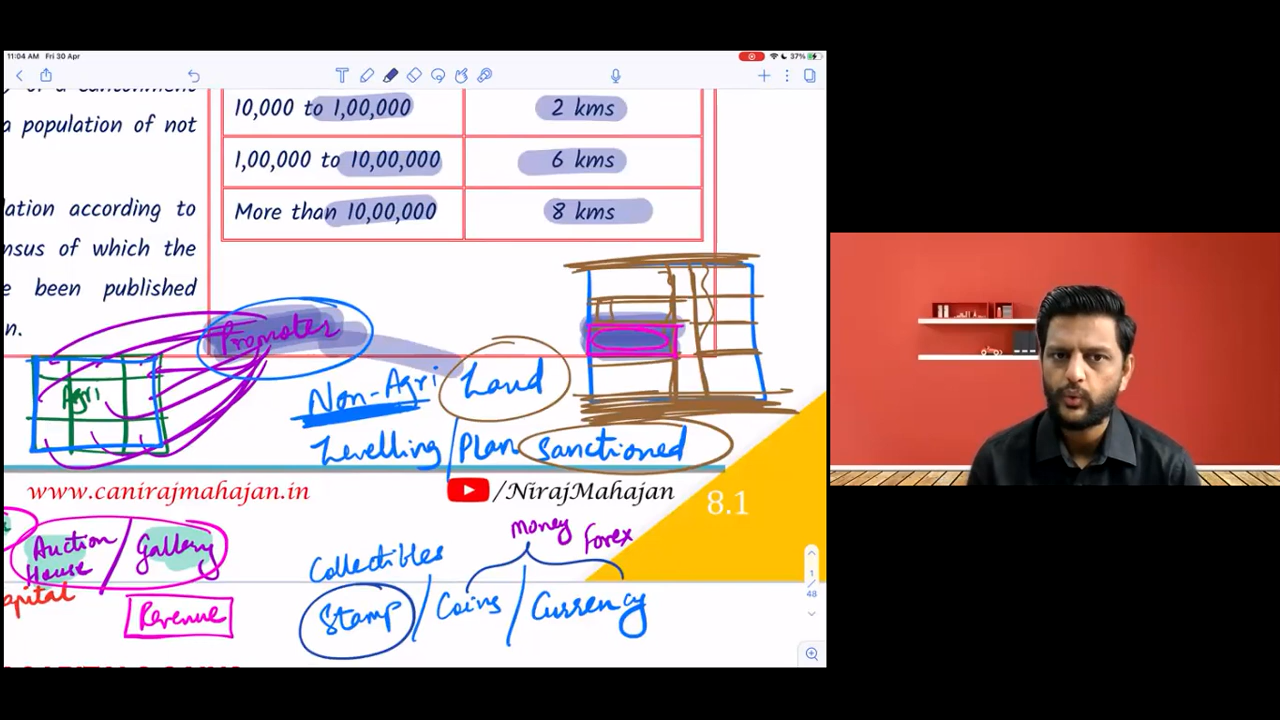 11:04 AM Fri 30 Apr
37%
of a cantonment
a population of not
lation according to
nsus of which the
e been published
n.
10,000 to 1,00,000 2 kms
1,00,000 to 10,00,000 6 kms
More than 10,00,000 8 kms
Promoter
Agri
Non-Agri Land
Levelling / Plan Sanctioned
www.canirajmahajan.in
/NirajMahajan
8.1
Auction House / Gallery
apital
Revenue
Collectibles
money forex
Stamp / Coins / Currency
1
/
48